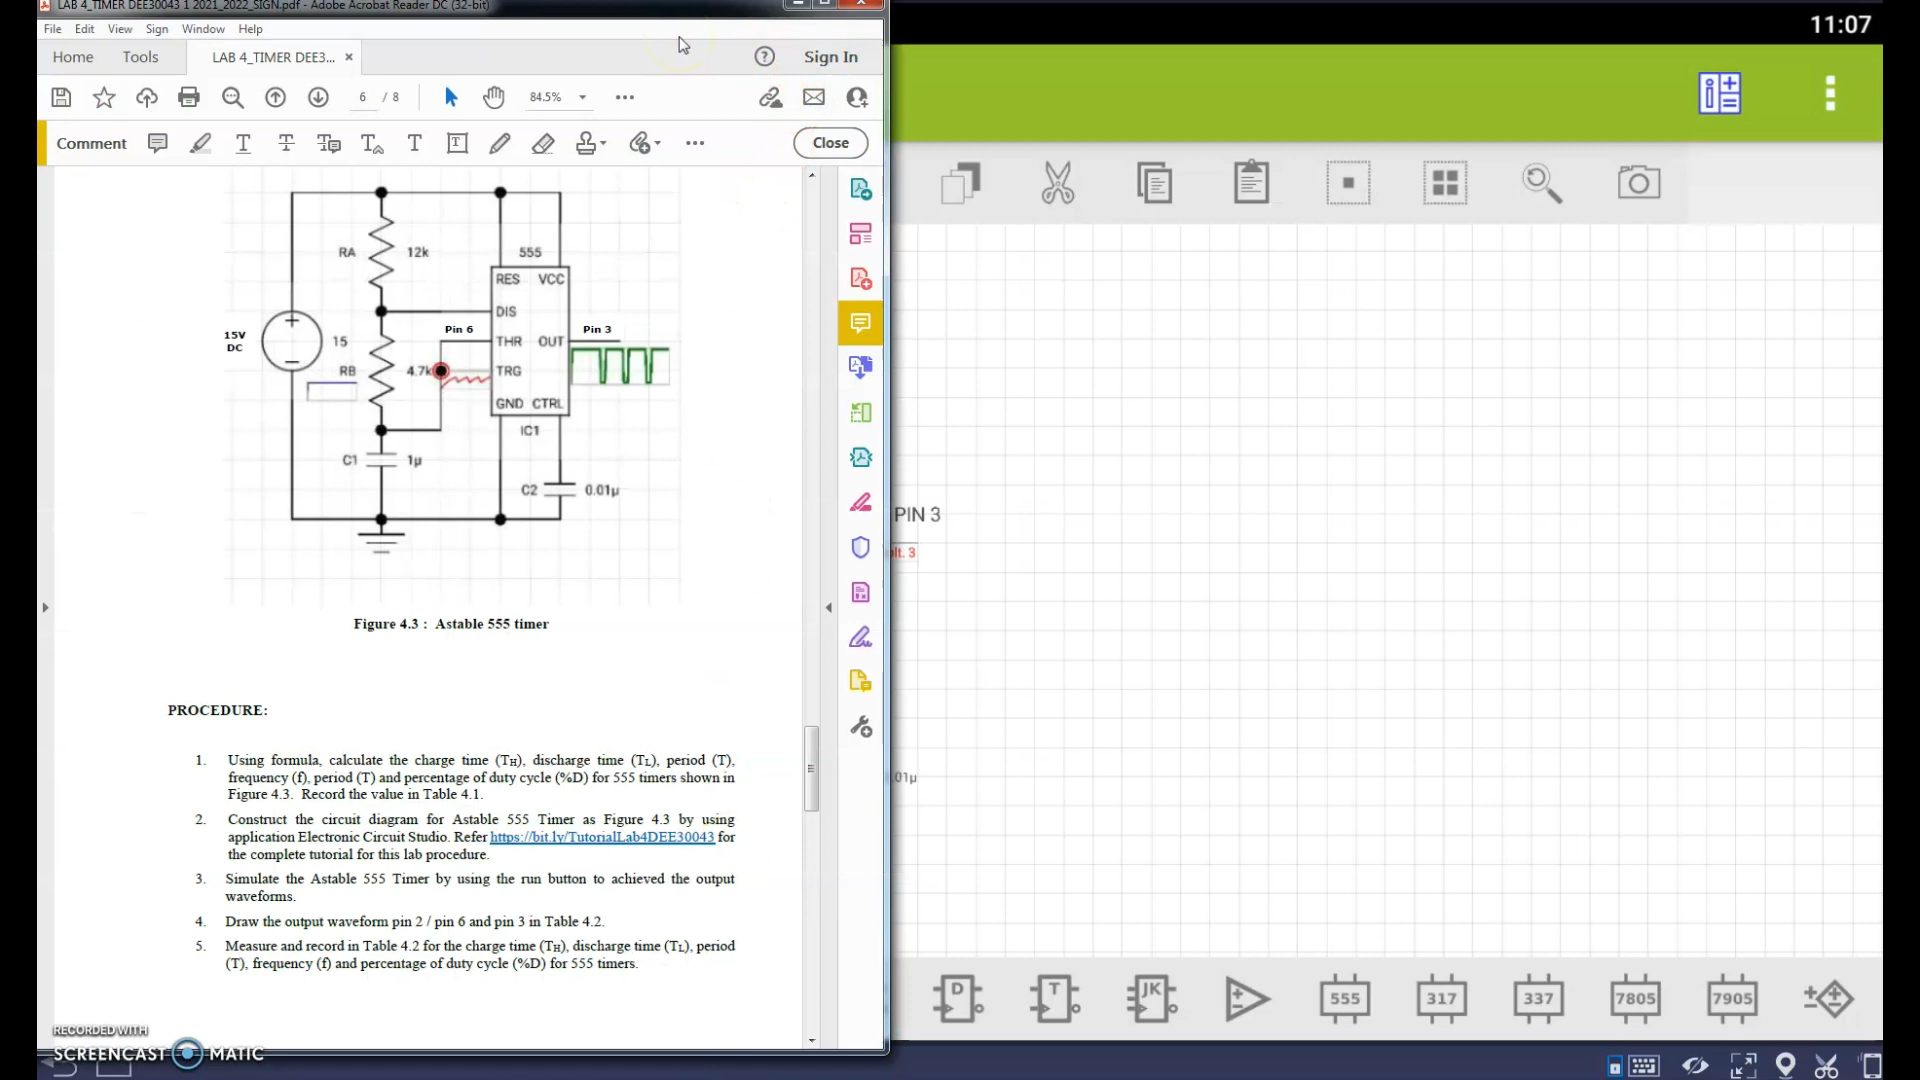 LAB 4_TIMER DEE30043 1 2021_2022_SIGN.pdf - Adobe Acrobat Reader DC (32-bit)
11:07
File Edit View Sign Window Help
Home Tools LAB 4_TIMER DEE3... × Sign In
6 / 8 84.5%
Comment Close
RA 12k 555
RES VCC
DIS
15V
DC
15
Pin 6 Pin 3
THR OUT
RB 4.7k TRG
GND CTRL
IC1
C1 1µ
C2 0.01µ
PIN 3
lt. 3
01µ
Figure 4.3 : Astable 555 timer
PROCEDURE:
1. Using formula, calculate the charge time (TH), discharge time (TL), period (T),
frequency (f), period (T) and percentage of duty cycle (%D) for 555 timers shown in
Figure 4.3. Record the value in Table 4.1.
2. Construct the circuit diagram for Astable 555 Timer as Figure 4.3 by using
application Electronic Circuit Studio. Refer https://bit.ly/TutorialLab4DEE30043 for
the complete tutorial for this lab procedure.
3. Simulate the Astable 555 Timer by using the run button to achieved the output
waveforms.
4. Draw the output waveform pin 2 / pin 6 and pin 3 in Table 4.2.
5. Measure and record in Table 4.2 for the charge time (TH), discharge time (TL), period
(T), frequency (f) and percentage of duty cycle (%D) for 555 timers.
D T JK 555 317 337 7805 7905
RECORDED WITH
SCREENCAST MATIC